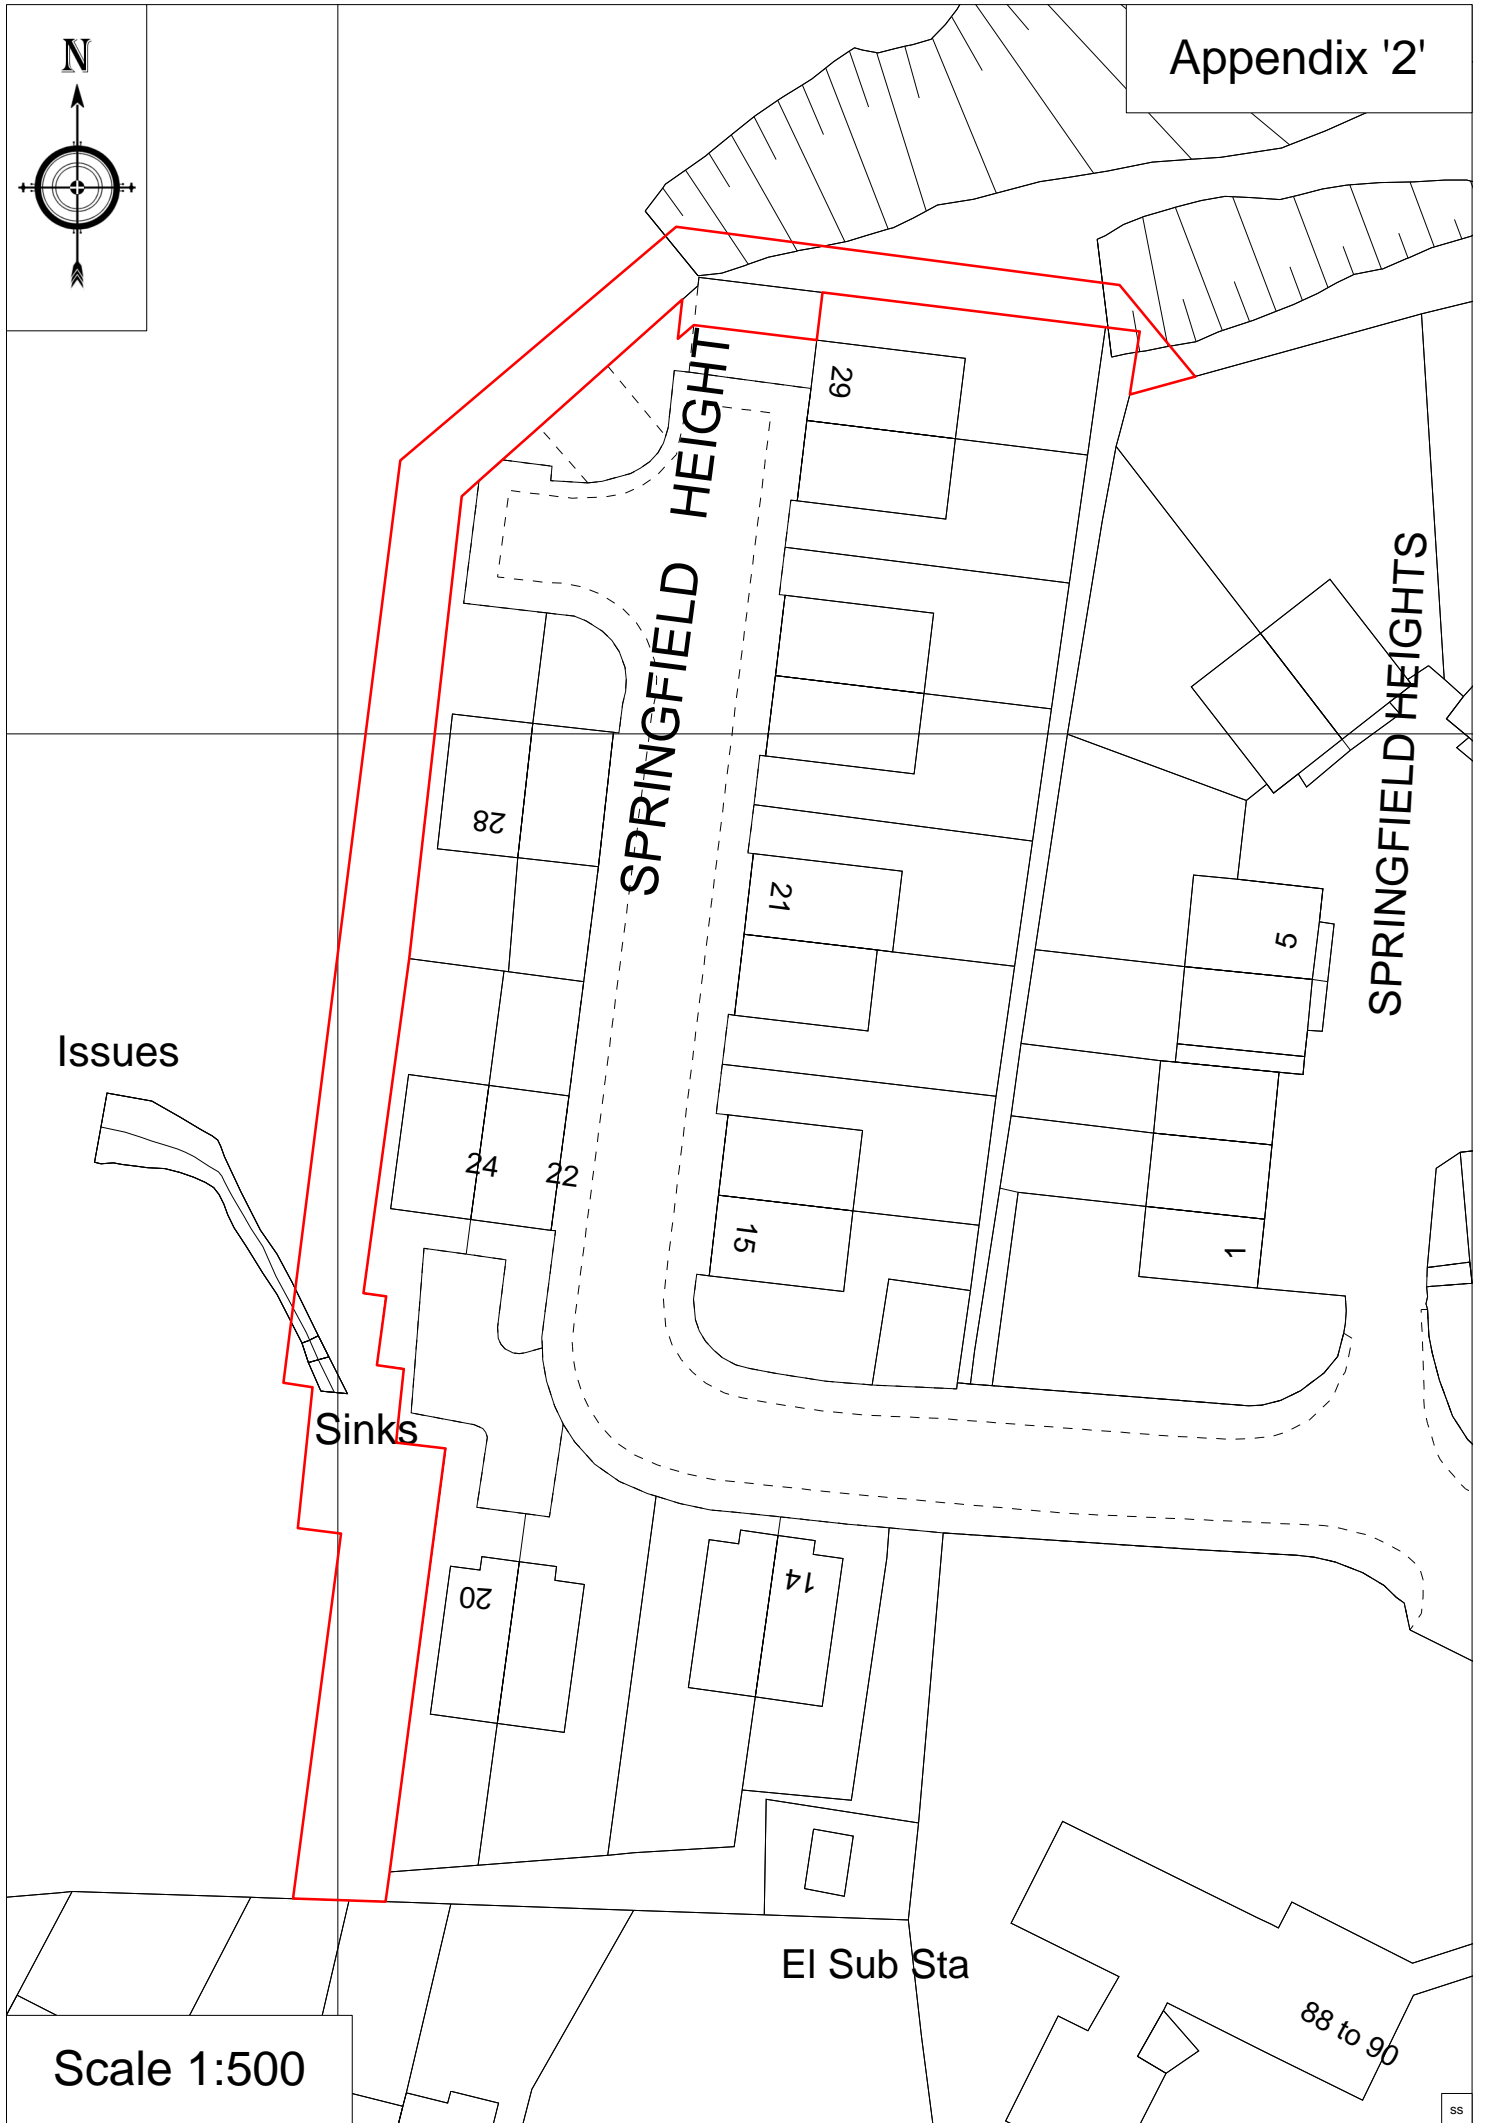 N
Appendix '2'
29
SPRINGFIELD HEIGHT
SPRINGFIELD HEIGHTS
28
21
5
Issues
24
22
15
1
Sinks
20
14
El Sub Sta
88 to 90
Scale 1:500
ss